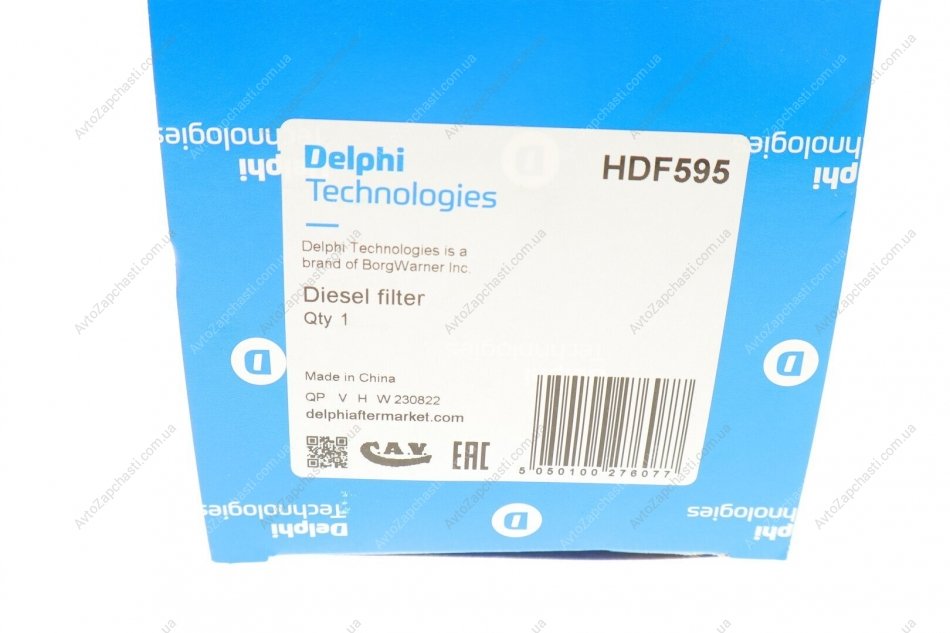 Delphi
Technologies
HDF595
Delphi Technologies is a
brand of BorgWarner Inc.
Diesel filter
Qty 1
Made in China
QP V H W 230822
delphiaftermarket.com
C.A.V.
EAC
5 050100 276077
Delphi
Technologies
D
D
D
Delphi
Technologies
Delphi
Technologies
AvtoZapchasti.com.ua